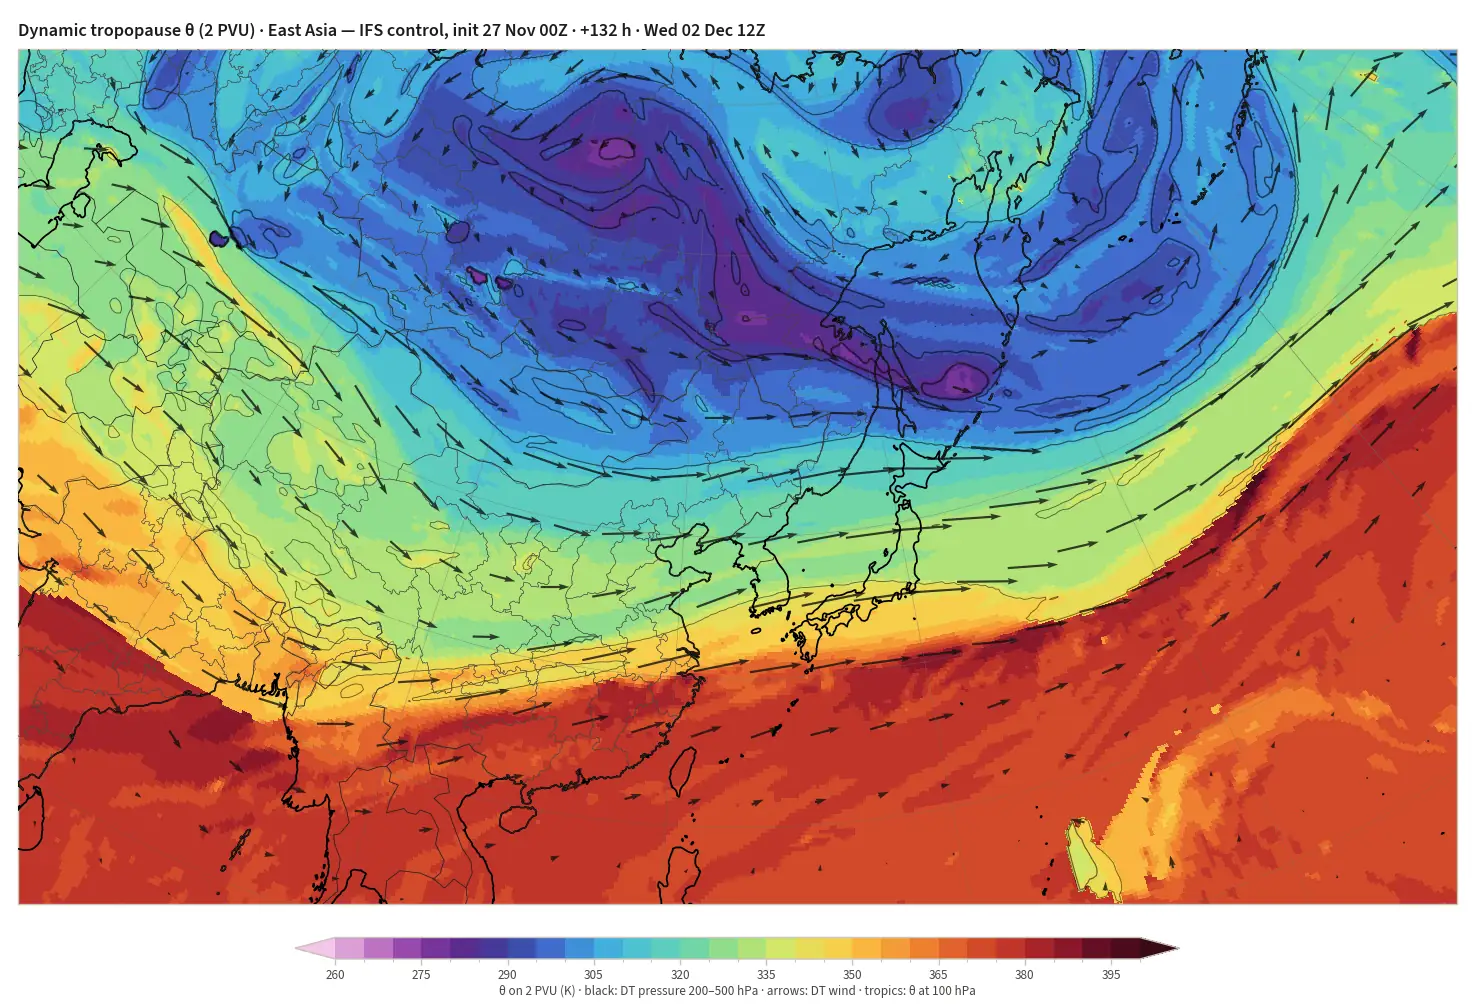 Dynamic tropopause θ (2 PVU) · East Asia — IFS control, init 27 Nov 00Z · +132 h · Wed 02 Dec 12Z
260 275 290 305 320 335 350 365 380 395
θ on 2 PVU (K) · black: DT pressure 200–500 hPa · arrows: DT wind · tropics: θ at 100 hPa